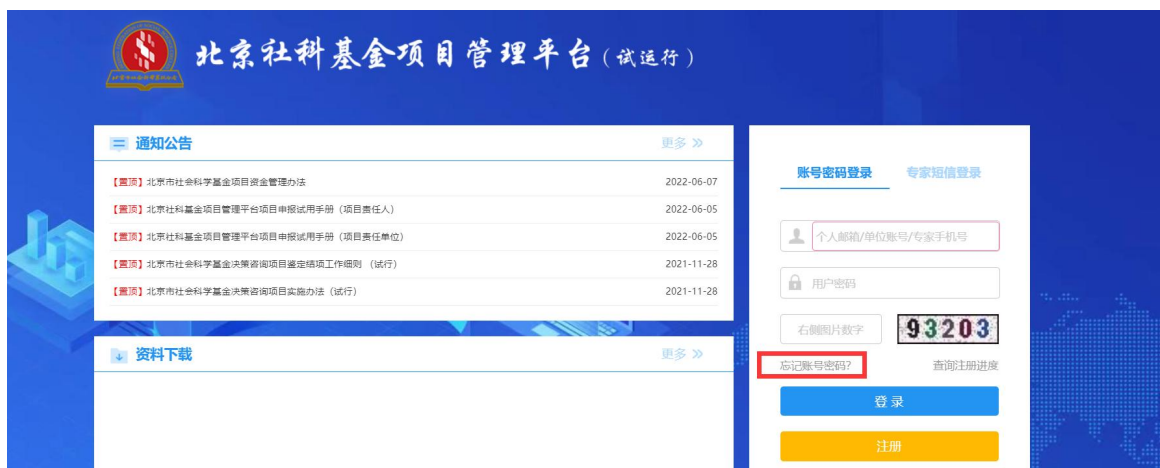 北京社科基金项目管理平台(试运行)
通知公告
更多
【置顶】北京市社会科学基金项目资金管理办法 2022-06-07
【置顶】北京社科基金项目管理平台项目申报试用手册（项目责任人） 2022-06-05
【置顶】北京社科基金项目管理平台项目申报试用手册（项目责任单位） 2022-06-05
【置顶】北京市社会科学基金决策咨询项目鉴定结项工作细则 （试行） 2021-11-28
【置顶】北京市社会科学基金决策咨询项目实施办法（试行） 2021-11-28
资料下载
更多
账号密码登录 专家短信登录
个人邮箱/单位账号/专家手机号
用户密码
右侧图片数字 93203
忘记账号密码? 查询注册进度
登 录
注册